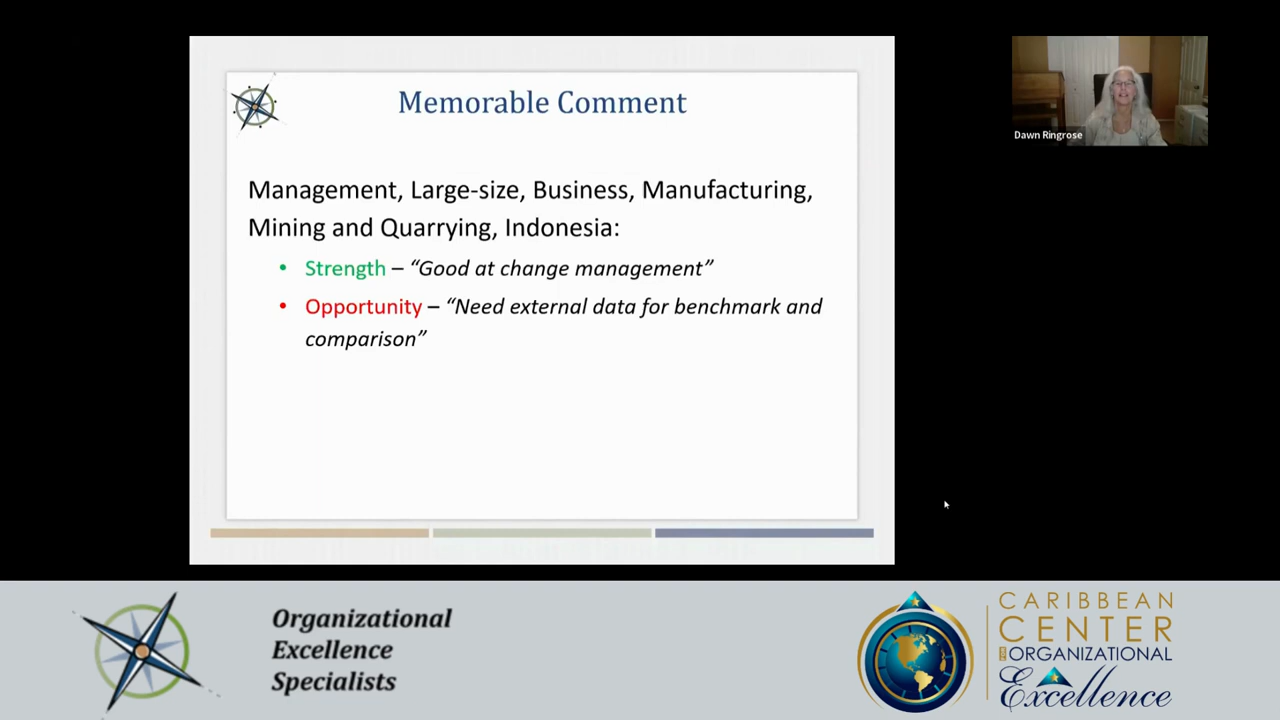 Memorable Comment
Management, Large-size, Business, Manufacturing,
Mining and Quarrying, Indonesia:
• Strength – “Good at change management”
• Opportunity – “Need external data for benchmark and
comparison”
Dawn Ringrose
Organizational
Excellence
Specialists
CARIBBEAN
CENTER
ORGANIZATIONAL
Excellence